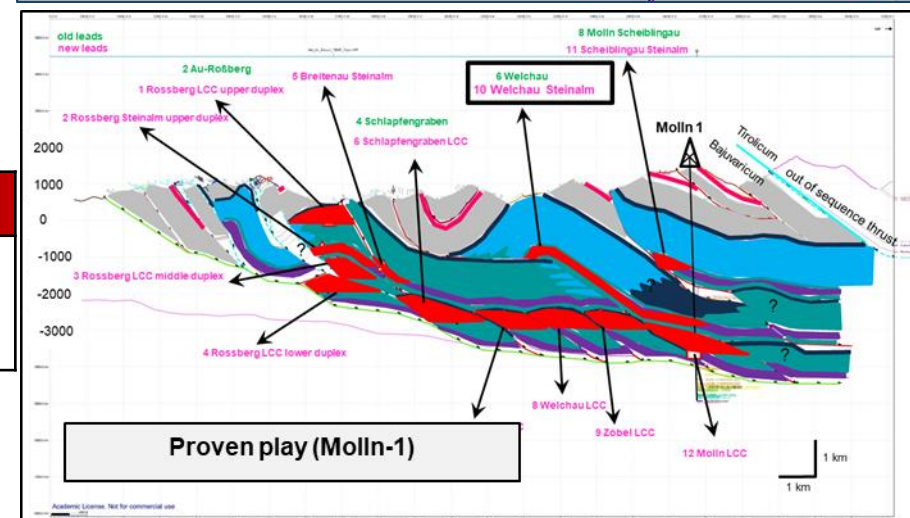 old leads
new leads
8 Molln Scheiblingau
11 Scheiblingau Steinalm
2 Au-Roßberg
1 Rossberg LCC upper duplex
5 Breitenau Steinalm
6 Welchau
10 Welchau Steinalm
2 Rossberg Steinalm upper duplex
4 Schlapfengraben
6 Schlapfengraben LCC
Molln 1
Tirolicum
Bajuvaricum
out of sequence thrust
2000
1000
0
-1000
-2000
-3000
?
?
?
?
3 Rossberg LCC middle duplex
4 Rossberg LCC lower duplex
8 Welchau LCC
9 Zöbel LCC
12 Molln LCC
Proven play (Molln-1)
1 km
1 km
Academic License. Not for commercial use